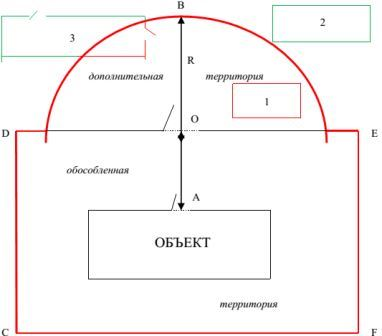 B
2
3
R
дополнительная территория
1
D O E
обособленная
A
ОБЪЕКТ
территория
C F